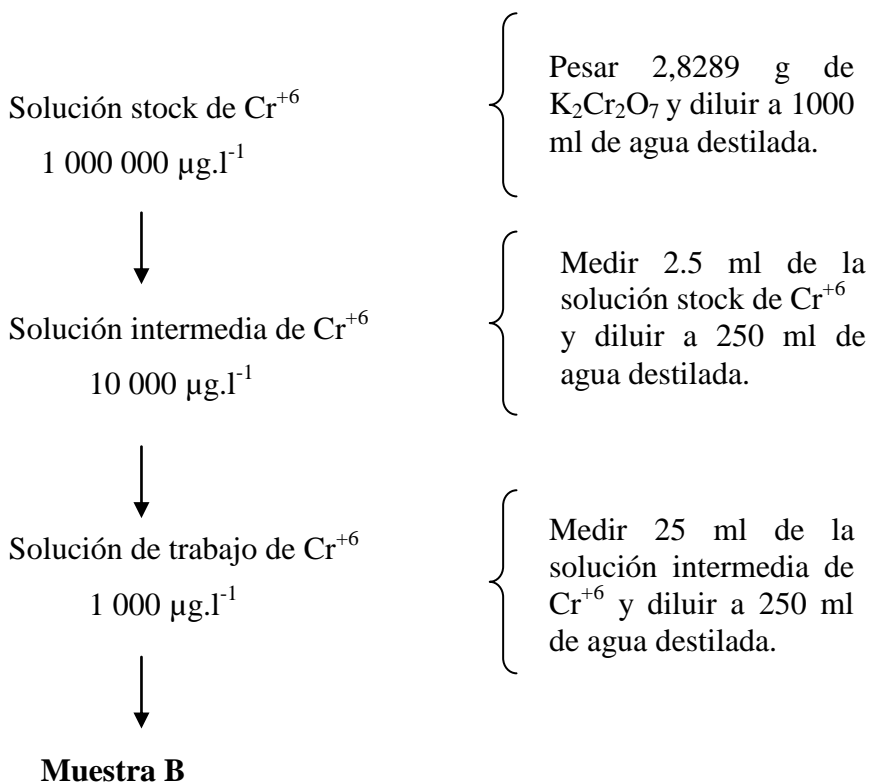 Solución stock de Cr⁺⁶
1 000 000 µg.l⁻¹
Pesar 2,8289 g de
K₂Cr₂O₇ y diluir a 1000
ml de agua destilada.
Solución intermedia de Cr⁺⁶
10 000 µg.l⁻¹
Medir 2.5 ml de la
solución stock de Cr⁺⁶
y diluir a 250 ml de
agua destilada.
Solución de trabajo de Cr⁺⁶
1 000 µg.l⁻¹
Medir 25 ml de la
solución intermedia de
Cr⁺⁶ y diluir a 250 ml
de agua destilada.
Muestra B